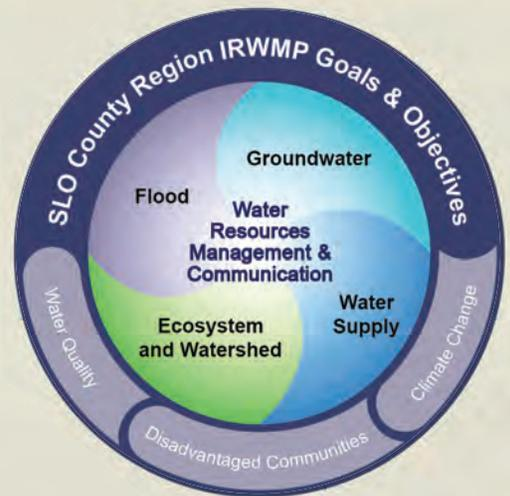 SLO County Region IRWMP Goals & Objectives
Groundwater
Flood
Water
Resources
Management &
Communication
Water
Supply
Ecosystem
and Watershed
Water Quality
Disadvantaged Communities
Climate Change